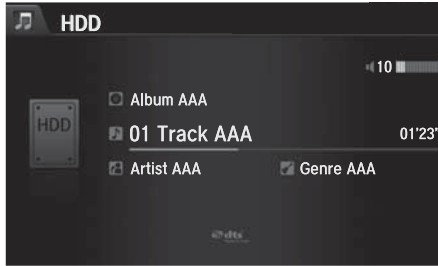 HDD
10
Album AAA
HDD
01 Track AAA
01'23"
Artist AAA
Genre AAA
dts